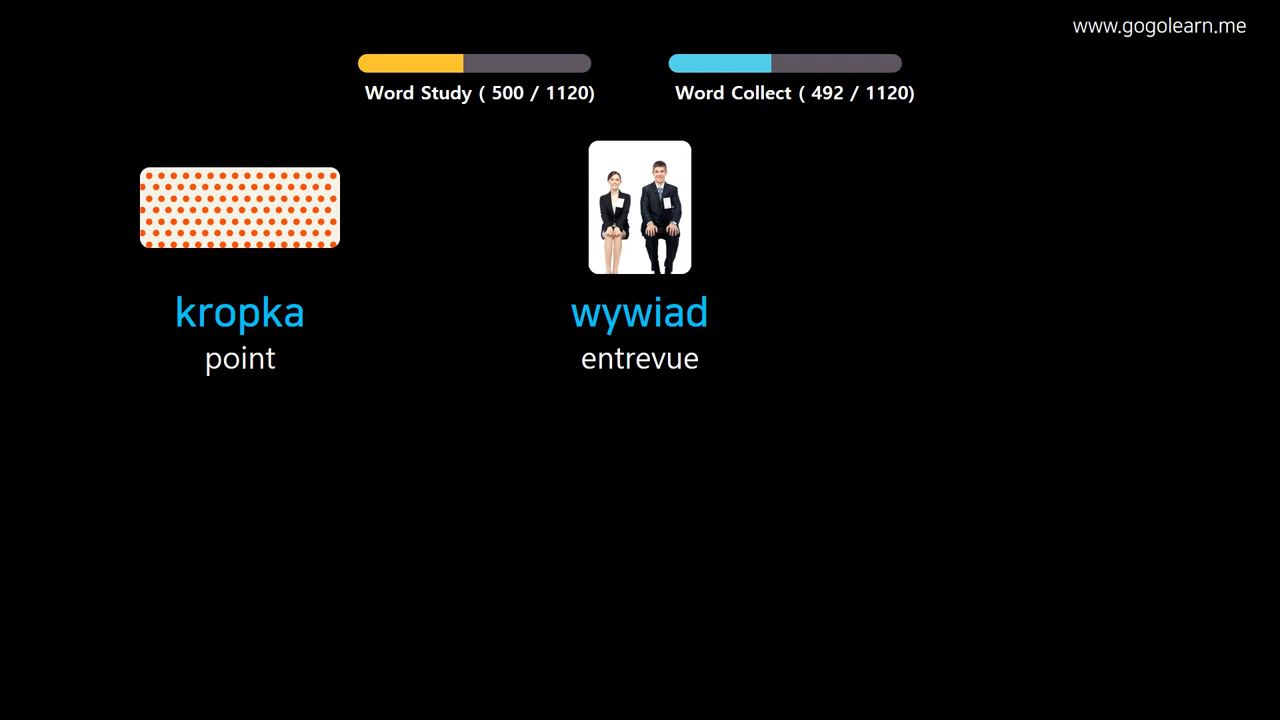 www.gogolearn.me
Word Study ( 500 / 1120)
Word Collect ( 492 / 1120)
kropka
point
wywiad
entrevue